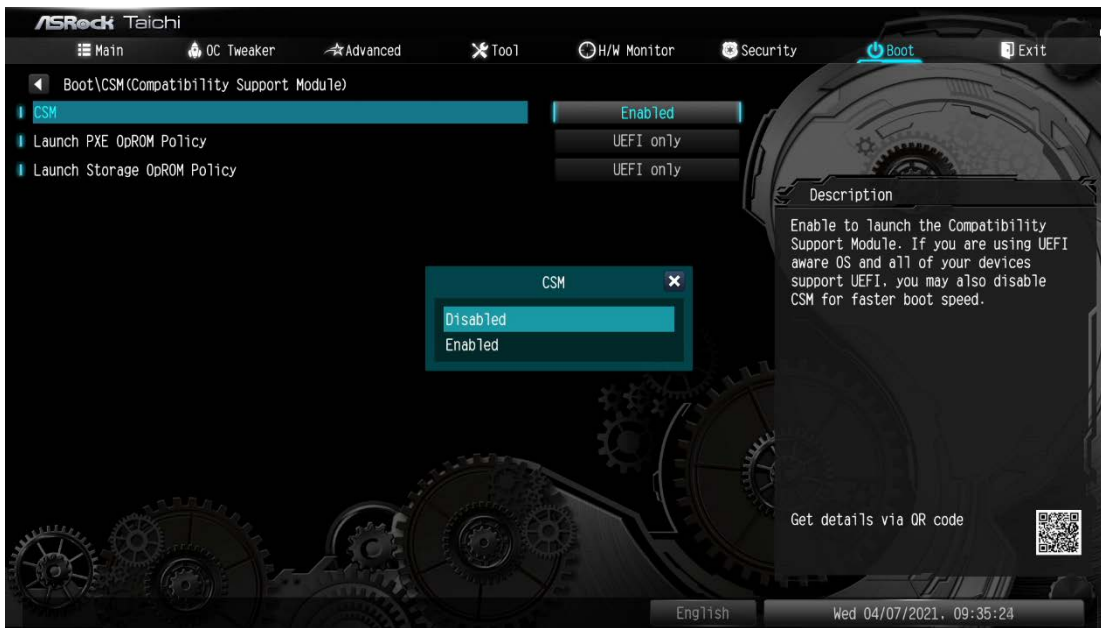 ASRock Taichi
Main OC Tweaker Advanced Tool H/W Monitor Security Boot Exit
Boot\CSM(Compatibility Support Module)
CSM Enabled
Launch PXE OpROM Policy UEFI only
Launch Storage OpROM Policy UEFI only
Description
Enable to launch the Compatibility
Support Module. If you are using UEFI
aware OS and all of your devices
support UEFI, you may also disable
CSM for faster boot speed.
CSM
Disabled
Enabled
Get details via QR code
English Wed 04/07/2021, 09:35:24